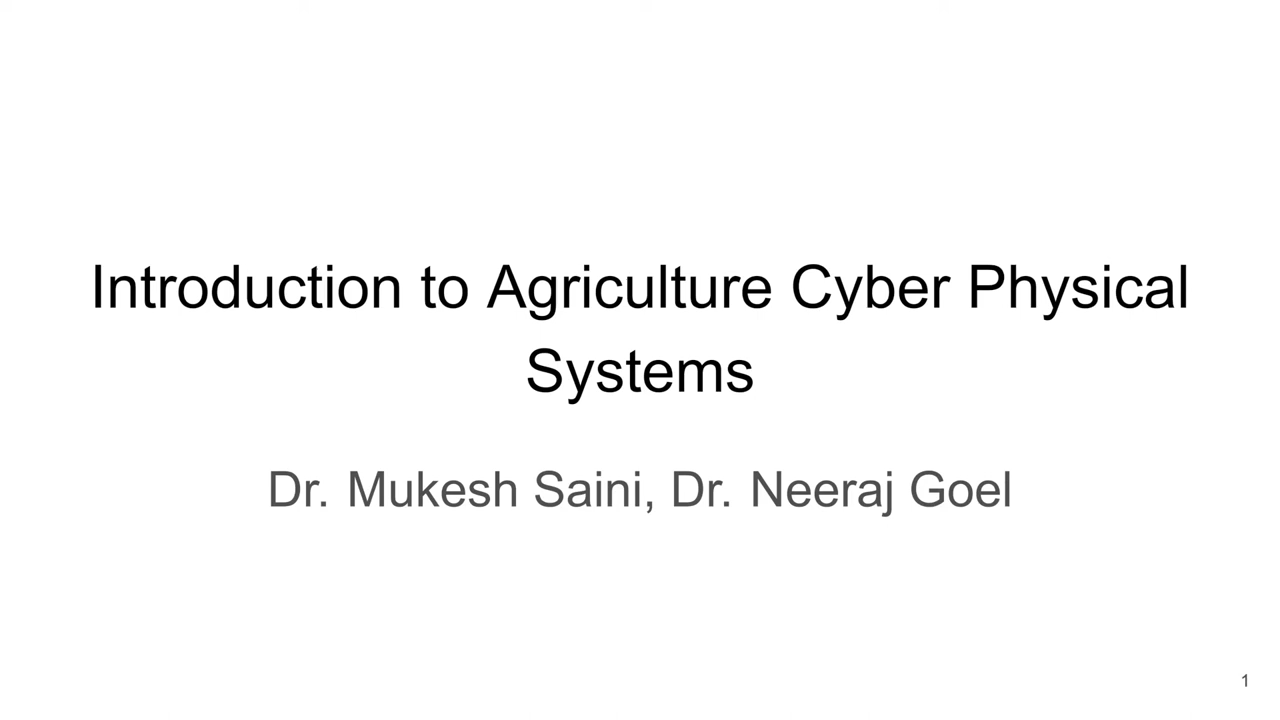 Introduction to Agriculture Cyber Physical
Systems
Dr. Mukesh Saini, Dr. Neeraj Goel
1